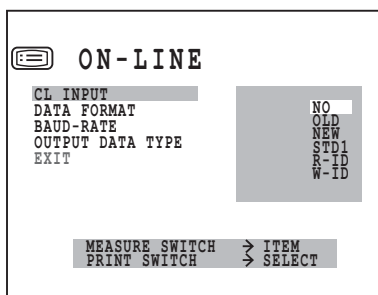 ON-LINE
CL INPUT
DATA FORMAT
BAUD-RATE
OUTPUT DATA TYPE
EXIT
NO
OLD
NEW
STD1
R-ID
W-ID
MEASURE SWITCH → ITEM
PRINT SWITCH → SELECT